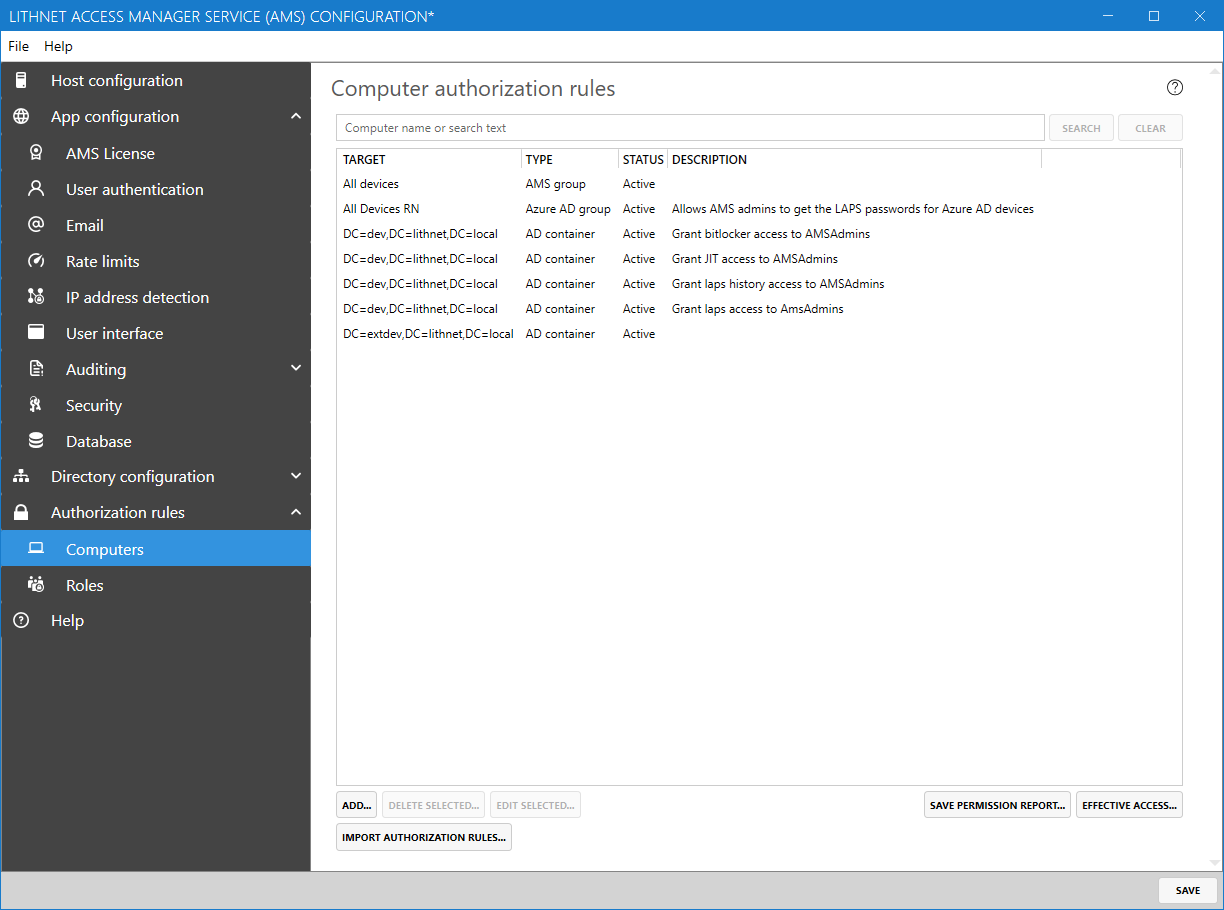 LITHNET ACCESS MANAGER SERVICE (AMS) CONFIGURATION*
File Help
Host configuration
App configuration
AMS License
User authentication
Email
Rate limits
IP address detection
User interface
Auditing
Security
Database
Directory configuration
Authorization rules
Computers
Roles
Help
Computer authorization rules
Computer name or search text SEARCH CLEAR
TARGET TYPE STATUS DESCRIPTION
All devices AMS group Active
All Devices RN Azure AD group Active Allows AMS admins to get the LAPS passwords for Azure AD devices
DC=dev,DC=lithnet,DC=local AD container Active Grant bitlocker access to AMSAdmins
DC=dev,DC=lithnet,DC=local AD container Active Grant JIT access to AMSAdmins
DC=dev,DC=lithnet,DC=local AD container Active Grant laps history access to AMSAdmins
DC=dev,DC=lithnet,DC=local AD container Active Grant laps access to AmsAdmins
DC=extdev,DC=lithnet,DC=local AD container Active
ADD... DELETE SELECTED... EDIT SELECTED... SAVE PERMISSION REPORT... EFFECTIVE ACCESS...
IMPORT AUTHORIZATION RULES...
SAVE